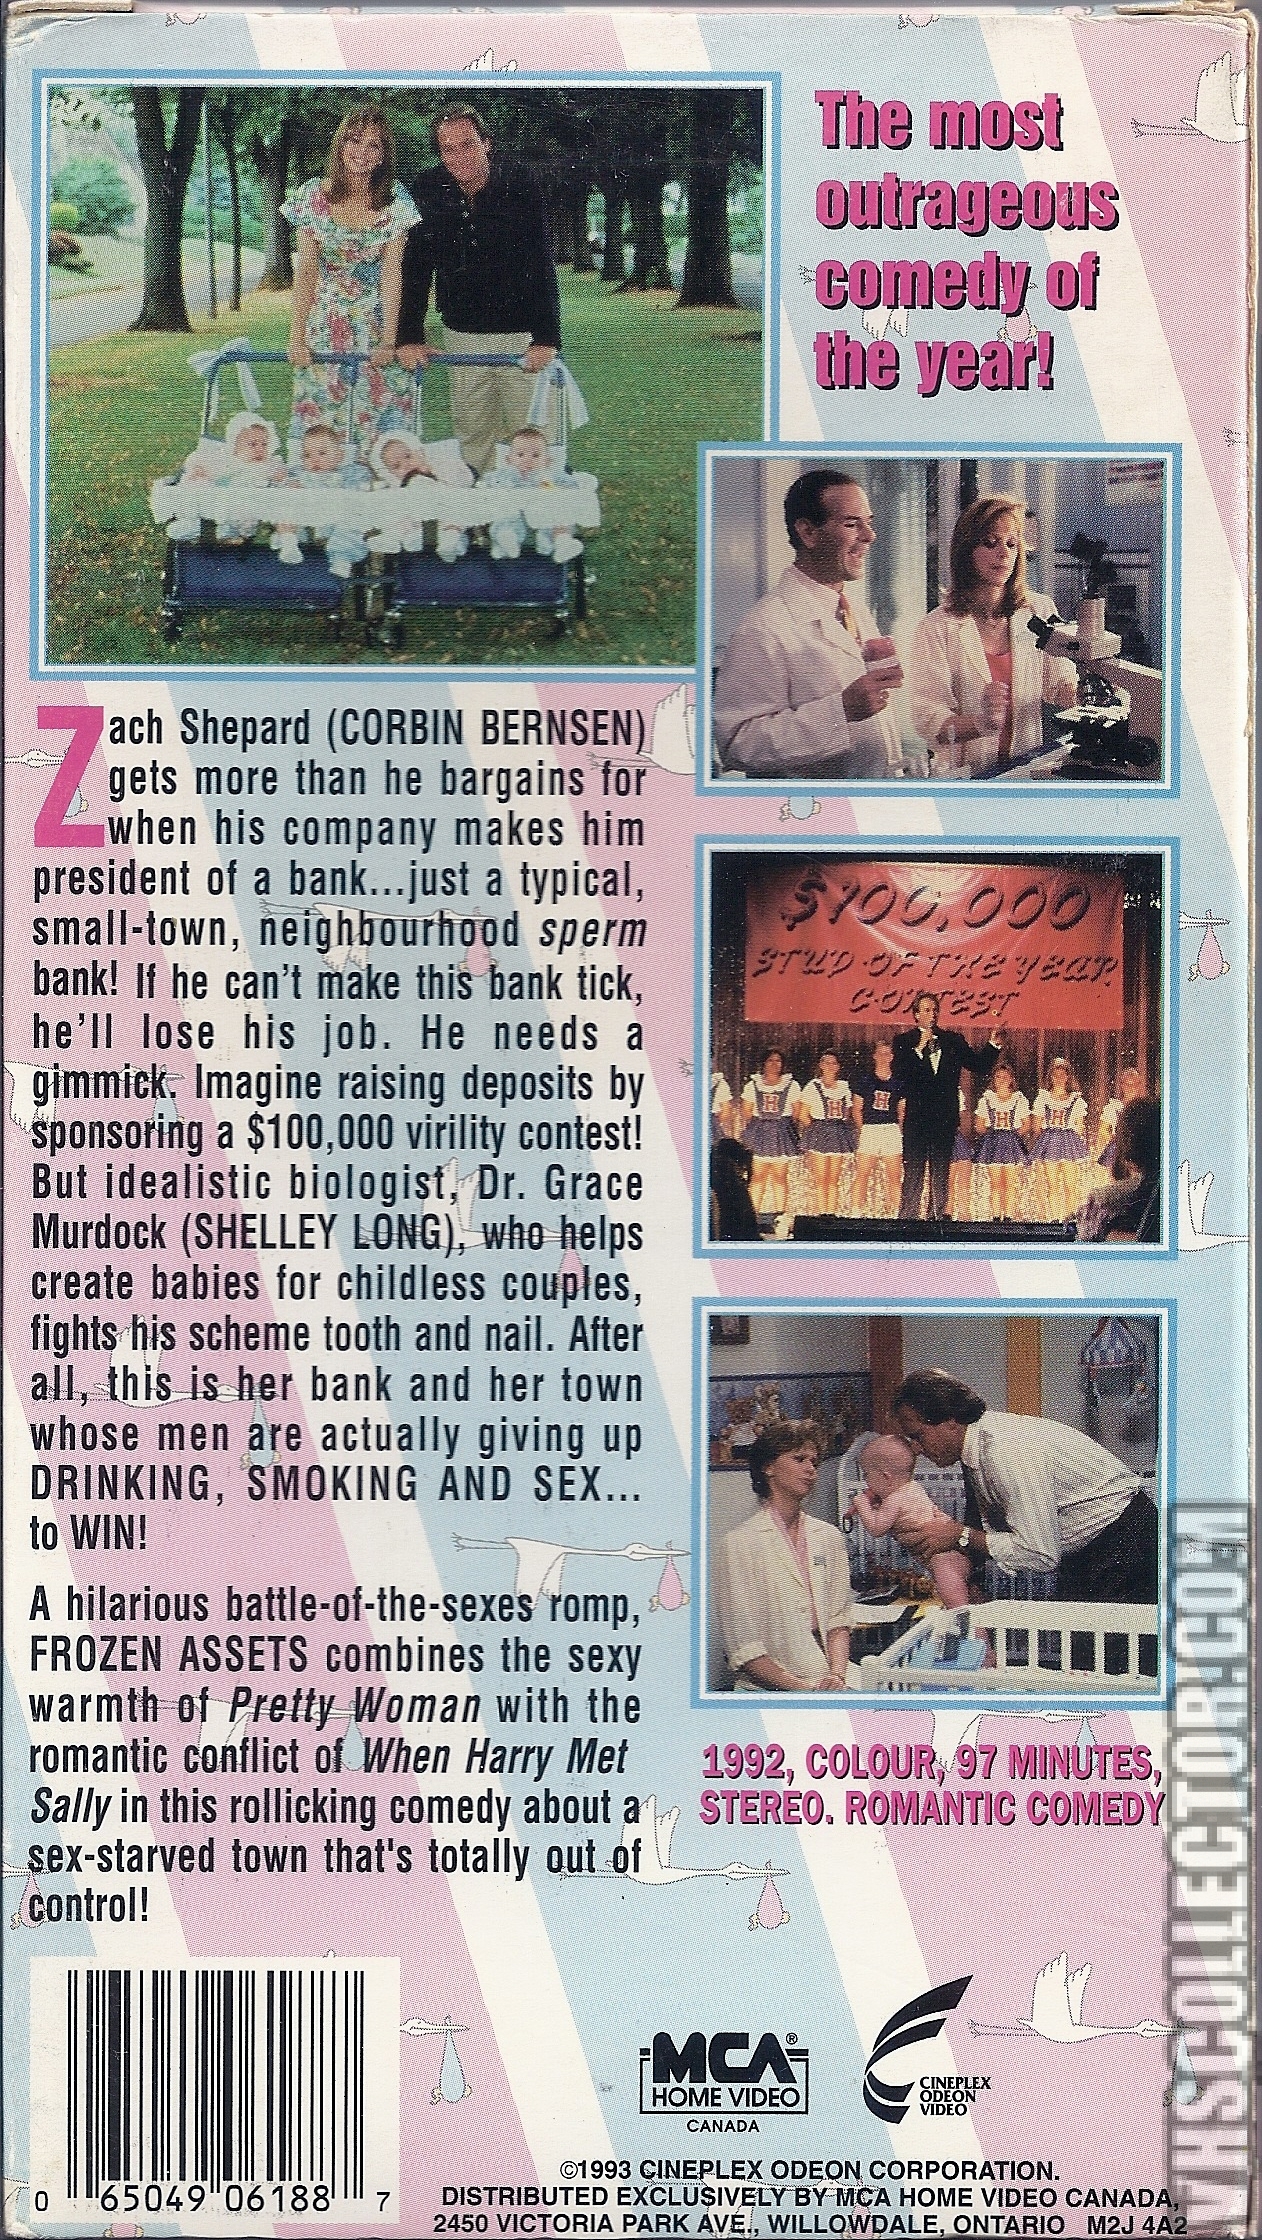 The most
outrageous
comedy of
the year!
Zach Shepard (CORBIN BERNSEN)
gets more than he bargains for
when his company makes him
president of a bank...just a typical,
small-town, neighbourhood sperm
bank! If he can't make this bank tick,
he'll lose his job. He needs a
gimmick. Imagine raising deposits by
sponsoring a $100,000 virility contest!
But idealistic biologist, Dr. Grace
Murdock (SHELLEY LONG), who helps
create babies for childless couples,
fights his scheme tooth and nail. After
all, this is her bank and her town
whose men are actually giving up
DRINKING, SMOKING AND SEX...
to WIN!
A hilarious battle-of-the-sexes romp,
FROZEN ASSETS combines the sexy
warmth of Pretty Woman with the
romantic conflict of When Harry Met
Sally in this rollicking comedy about a
sex-starved town that's totally out of
control!
$100,000
STUD OF THE YEAR
CONTEST
H H H H H
1992, COLOUR, 97 MINUTES,
STEREO. ROMANTIC COMEDY
0 65049 06188 7
MCA®
HOME VIDEO
CANADA
CINEPLEX
ODEON
VIDEO
©1993 CINEPLEX ODEON CORPORATION.
DISTRIBUTED EXCLUSIVELY BY MCA HOME VIDEO CANADA,
2450 VICTORIA PARK AVE., WILLOWDALE, ONTARIO M2J 4A2
VHSCOLLECTOR.COM